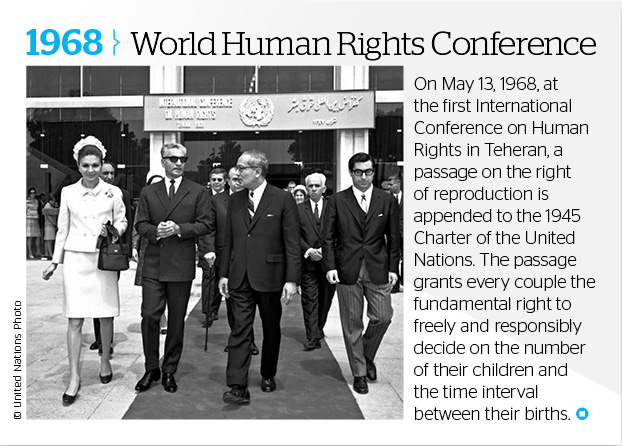 1968 World Human Rights Conference
INTERNATIONAL CONFERENCE
ON HUMAN RIGHTS
On May 13, 1968, at
the first International
Conference on Human
Rights in Teheran, a
passage on the right
of reproduction is
appended to the 1945
Charter of the United
Nations. The passage
grants every couple the
fundamental right to
freely and responsibly
decide on the number
of their children and
the time interval
between their births.
© United Nations Photo